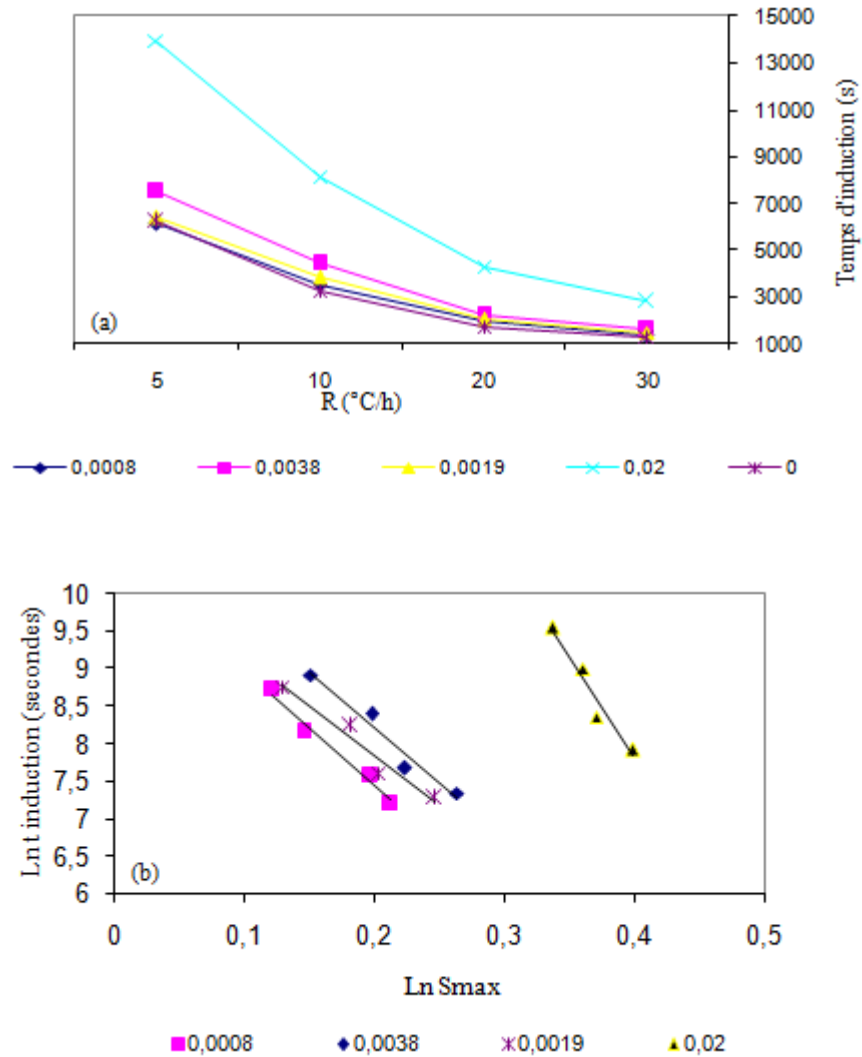 15000
13000
11000
9000
7000
5000
3000
1000
Temps d'induction (s)
(a)
5 10 20 30
R (°C/h)
0,0008 0,0038 0,0019 0,02 0
10
9,5
9
8,5
8
7,5
7
6,5
6
Ln t induction (secondes)
(b)
0 0,1 0,2 0,3 0,4 0,5
Ln Smax
0,0008 0,0038 0,0019 0,02